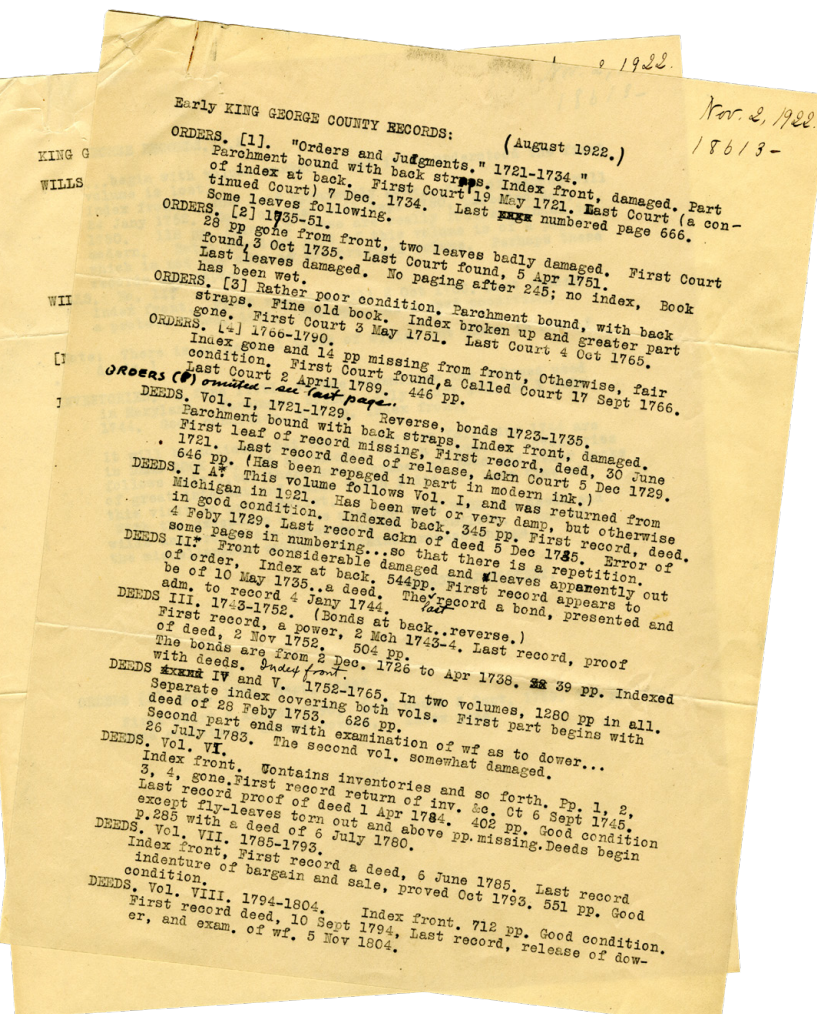 1922.
Nov. 2, 1922.
18613-
KING G
WILLS
WII
Early KING GEORGE COUNTY RECORDS:
(August 1922.)
ORDERS. [1]. "Orders and Judgments." 1721-1734."
Parchment bound with back straps. Index front, damaged. Part
of index at back. First Court 19 May 1721. Last Court (a con-
tinued Court) 7 Dec. 1734. Last numbered page 666.
Some leaves following.
ORDERS. [2] 1735-51.
28 pp gone from front, two leaves badly damaged. First Court
found, 3 Oct 1735. Last Court found, 5 Apr 1751.
Last leaves damaged. No paging after 245; no index, Book
has been wet.
ORDERS. [3] Rather poor condition. Parchment bound, with back
straps. Fine old book. Index broken up and greater part
gone. First Court 3 May 1751. Last Court 4 Oct 1765.
ORDERS. [4] 1766-1790.
Index gone and 14 pp missing from front, Otherwise, fair
condition. First Court found, a Called Court 17 Sept 1766.
Last Court 2 April 1789. 446 pp.
ORDERS omitted - see last page.
DEEDS. Vol. I, 1721-1729. Reverse, bonds 1723-1735.
Parchment bound with back straps. Index front, damaged.
First leaf of record missing, First record, deed, 30 June
1721. Last record deed of release, Ackn Court 5 Dec 1729.
646 pp. (Has been repaged in part in modern ink.)
DEEDS. I A. This volume follows Vol. I, and was returned from
Michigan in 1921. Has been wet or very damp, but otherwise
in good condition. Indexed back. 345 pp. First record, deed.
4 Feby 1729. Last record ackn of deed 5 Dec 1735. Error of
some pages in numbering...so that there is a repetition.
DEEDS II. Front considerable damaged and leaves apparently out
of order, Index at back. 544pp. First record appears to
be of 10 May 1735..a deed. The last record a bond, presented and
adm. to record 4 Jany 1744.
DEEDS III. 1743-1752. (Bonds at back..reverse.)
First record, a power, 2 Mch 1743-4. Last record, proof
of deed, 2 Nov 1752. 504 pp.
The bonds are from 2 Dec. 1726 to Apr 1738. 39 pp. Indexed
with deeds. Index front.
DEEDS IV and V. 1752-1765. In two volumes, 1280 pp in all.
Separate index covering both vols. First part begins with
deed of 28 Feby 1753. 626 pp.
Second part ends with examination of wf as to dower...
26 July 1783. The second vol. somewhat damaged.
DEEDS. Vol. VI.
Index front. Contains inventories and so forth. Pp. 1, 2,
3, 4, gone.First record return of inv. &c. Ct 6 Sept 1745.
Last record proof of deed 1 Apr 1784. 402 pp. Good condition
except fly-leaves torn out and above pp.missing.Deeds begin
p.285 with a deed of 6 July 1780.
DEEDS. Vol. VII. 1785-1793.
Index front, First record a deed, 6 June 1785. Last record
indenture of bargain and sale, proved Oct 1793. 551 pp. Good
condition.
DEEDS. Vol. VIII. 1794-1804. Index front. 712 pp. Good condition.
First record deed, 10 Sept 1794, Last record, release of dow-
er, and exam. of wf. 5 Nov 1804.